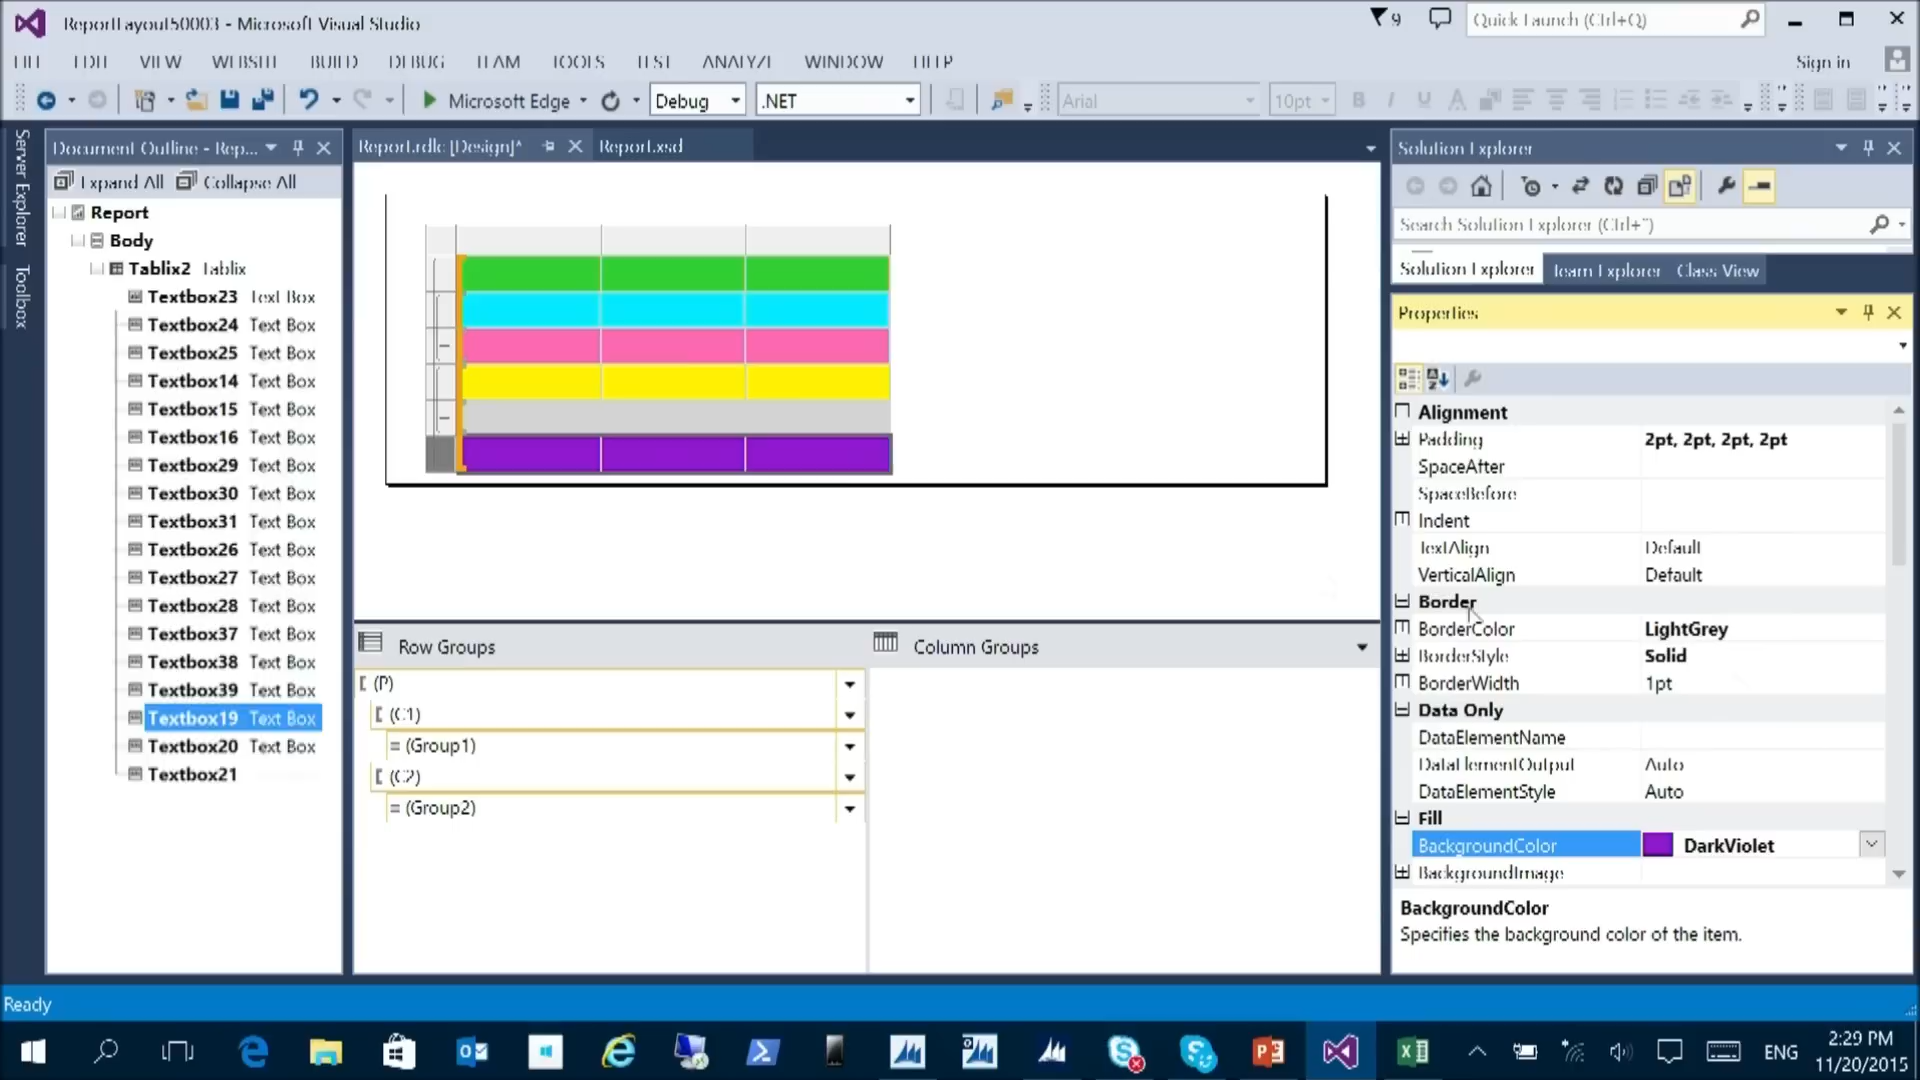 ReportLayout50003 - Microsoft Visual Studio
9
Quick Launch (Ctrl+Q)
FILE EDIT VIEW WEBSITE BUILD DEBUG TEAM TOOLS TEST ANALYZE WINDOW HELP
Sign in
Microsoft Edge
Debug
.NET
Arial
10pt
B I U A
Server Explorer
Toolbox
Document Outline - Rep...
Expand All
Collapse All
Report
Body
Tablix2 Tablix
Textbox23 Text Box
Textbox24 Text Box
Textbox25 Text Box
Textbox14 Text Box
Textbox15 Text Box
Textbox16 Text Box
Textbox29 Text Box
Textbox30 Text Box
Textbox31 Text Box
Textbox26 Text Box
Textbox27 Text Box
Textbox28 Text Box
Textbox37 Text Box
Textbox38 Text Box
Textbox39 Text Box
Textbox19 Text Box
Textbox20 Text Box
Textbox21
Report.rdlc [Design]*
Report.xsd
Row Groups
(P)
(C1)
(Group1)
(C2)
(Group2)
Column Groups
Solution Explorer
Search Solution Explorer (Ctrl+")
Solution Explorer Team Explorer Class View
Properties
Alignment
Padding 2pt, 2pt, 2pt, 2pt
SpaceAfter
SpaceBefore
Indent
TextAlign Default
VerticalAlign Default
Border
BorderColor LightGrey
BorderStyle Solid
BorderWidth 1pt
Data Only
DataElementName
DataElementOutput Auto
DataElementStyle Auto
Fill
BackgroundColor DarkViolet
BackgroundImage
BackgroundColor
Specifies the background color of the item.
Ready
ENG
2:29 PM
11/20/2015